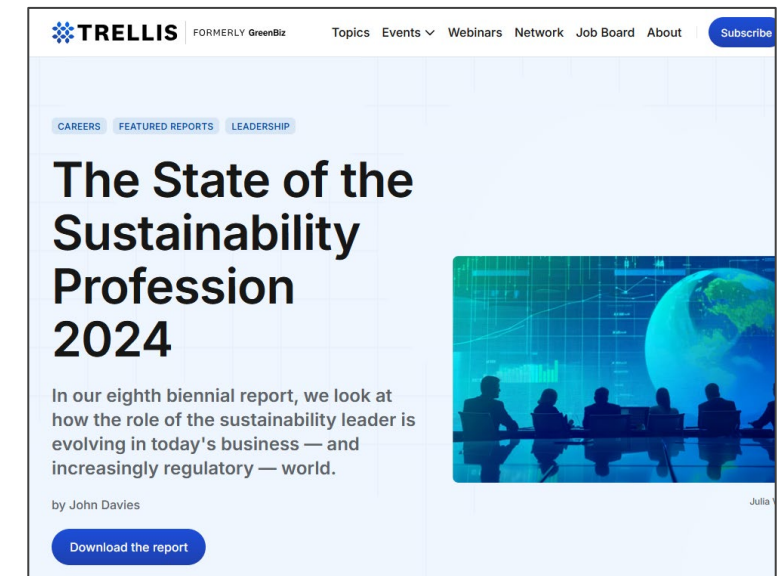 TRELLIS FORMERLY GreenBiz Topics Events Webinars Network Job Board About Subscribe
CAREERS FEATURED REPORTS LEADERSHIP
The State of the
Sustainability
Profession
2024
In our eighth biennial report, we look at
how the role of the sustainability leader is
evolving in today's business — and
increasingly regulatory — world.
by John Davies
Julia
Download the report